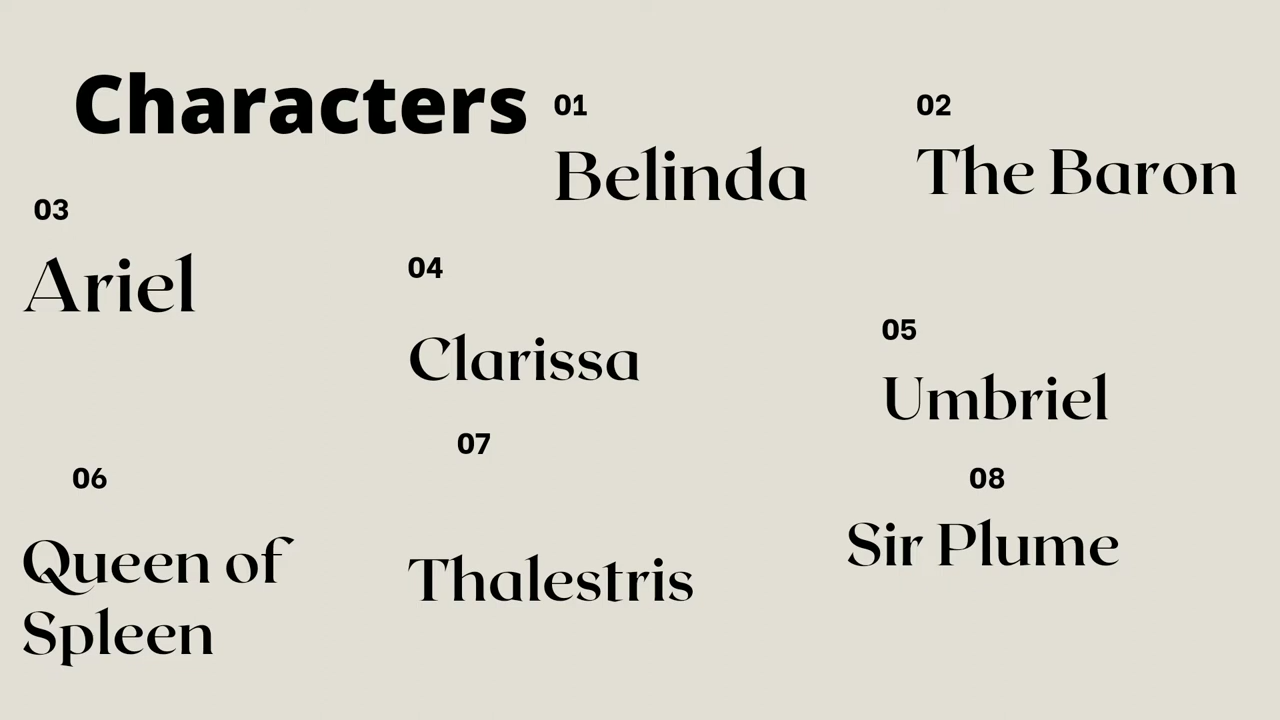 Characters
01
Belinda
02
The Baron
03
Ariel
04
Clarissa
05
Umbriel
06
Queen of
Spleen
07
Thalestris
08
Sir Plume